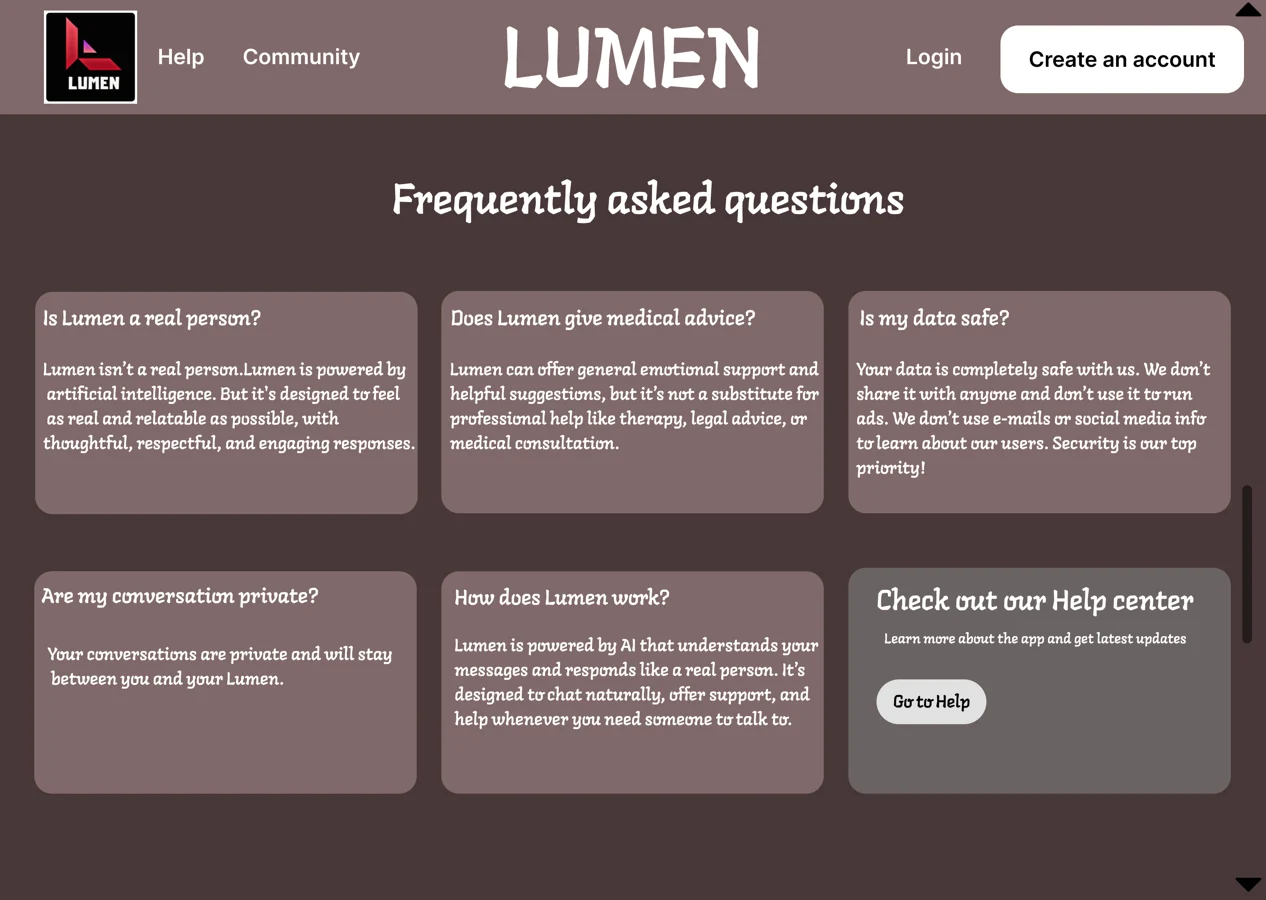 LUMEN
Help
Community
LUMEN
Login
Create an account
Frequently asked questions
Is Lumen a real person?
Lumen isn't a real person.Lumen is powered by
artificial intelligence. But it's designed to feel
as real and relatable as possible, with
thoughtful, respectful, and engaging responses.
Does Lumen give medical advice?
Lumen can offer general emotional support and
helpful suggestions, but it's not a substitute for
professional help like therapy, legal advice, or
medical consultation.
Is my data safe?
Your data is completely safe with us. We don't
share it with anyone and don't use it to run
ads. We don't use e-mails or social media info
to learn about our users. Security is our top
priority!
Are my conversation private?
Your conversations are private and will stay
between you and your Lumen.
How does Lumen work?
Lumen is powered by AI that understands your
messages and responds like a real person. It's
designed to chat naturally, offer support, and
help whenever you need someone to talk to.
Check out our Help center
Learn more about the app and get latest updates
Go to Help